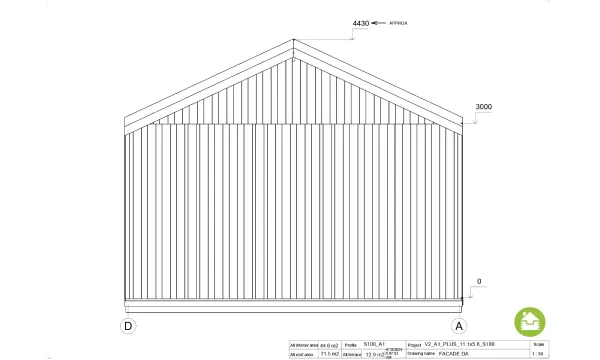 4430 APPROX
3000
0
D A
All interior area 44.6 m2 Profile S100_A1 Project V2_A1_PLUS_11.1x5.8_S100 Scale
All roof area 71.5 m2 All terrace 12.9 m2 Drawing name FACADE DA 1 : 30